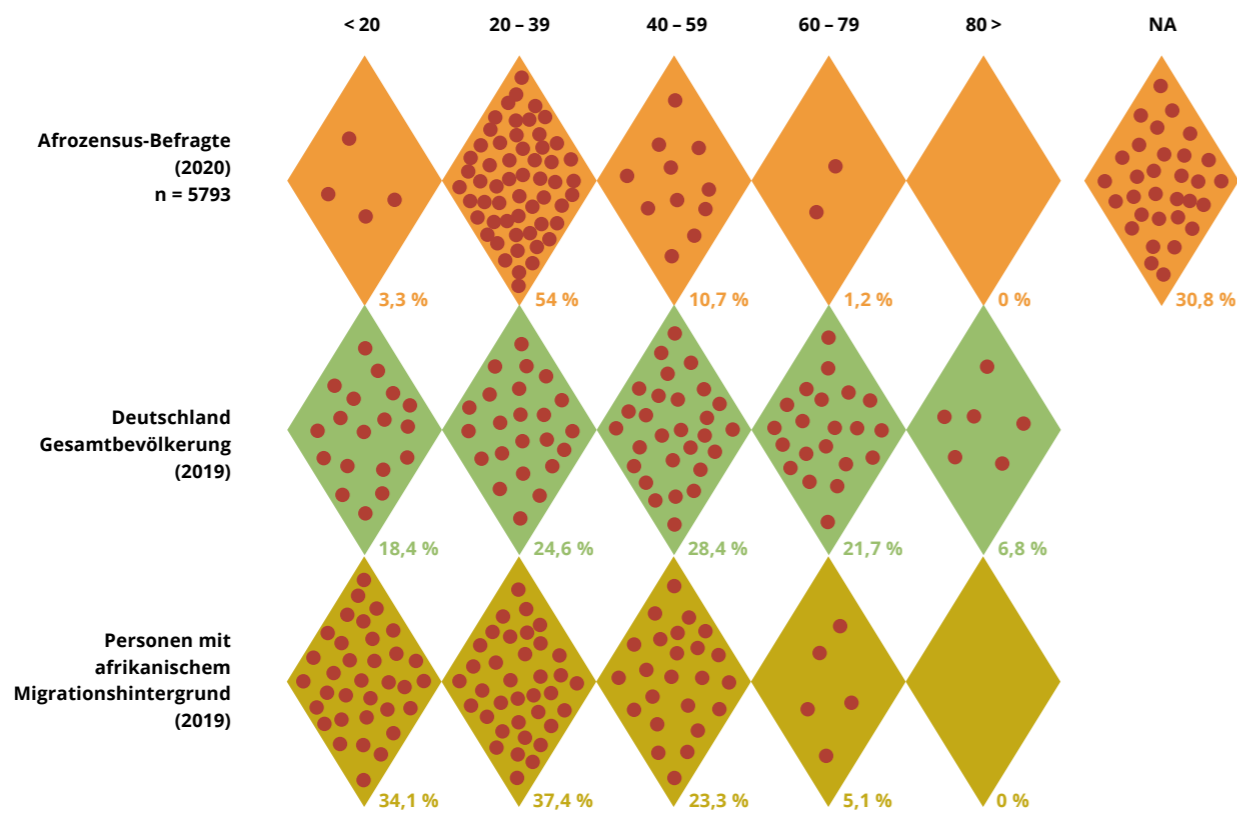 < 20
20 – 39
40 – 59
60 – 79
80 >
NA
Afrozensus-Befragte
(2020)
n = 5793
3,3 %
54 %
10,7 %
1,2 %
0 %
30,8 %
Deutschland
Gesamtbevölkerung
(2019)
18,4 %
24,6 %
28,4 %
21,7 %
6,8 %
Personen mit
afrikanischem
Migrationshintergrund
(2019)
34,1 %
37,4 %
23,3 %
5,1 %
0 %